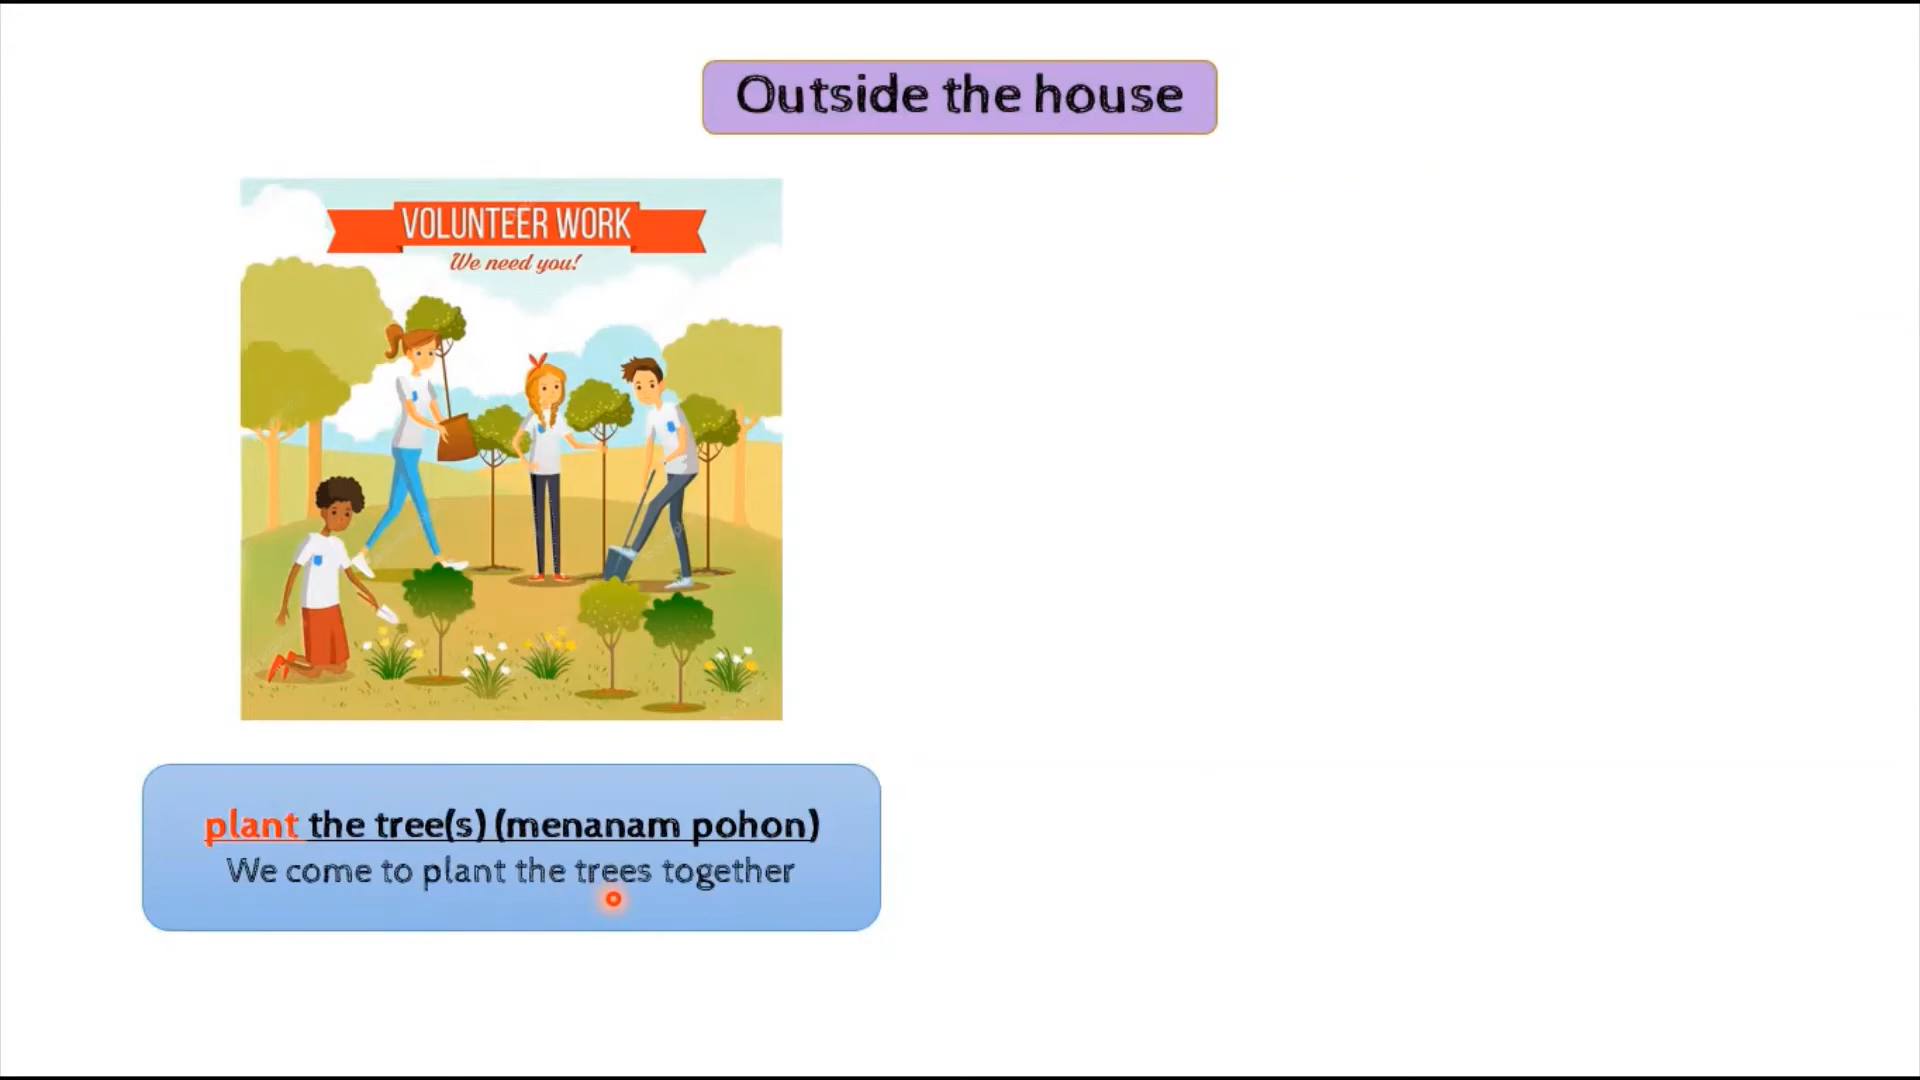 Outside the house
VOLUNTEER WORK
We need you!
plant the tree(s) (menanam pohon)
We come to plant the trees together